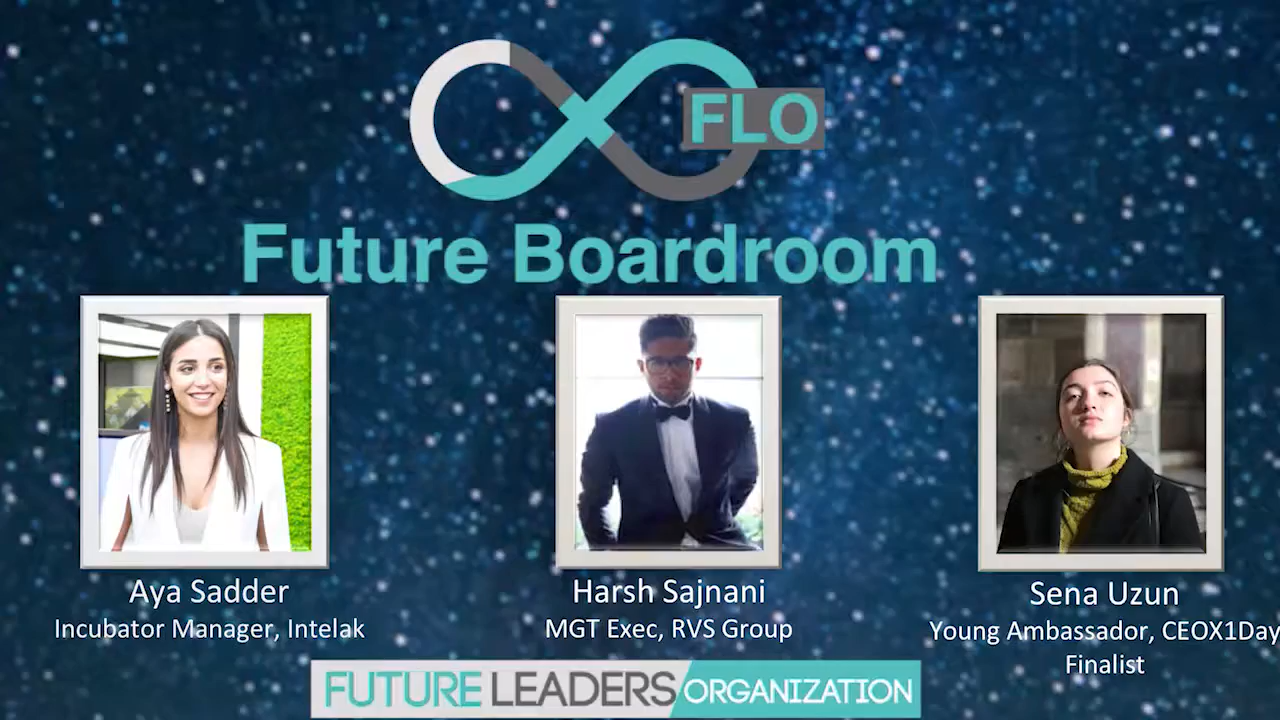 FLO
Future Boardroom
Aya Sadder
Incubator Manager, Intelak
Harsh Sajnani
MGT Exec, RVS Group
Sena Uzun
Young Ambassador, CEOX1Day
Finalist
FUTURE LEADERS ORGANIZATION